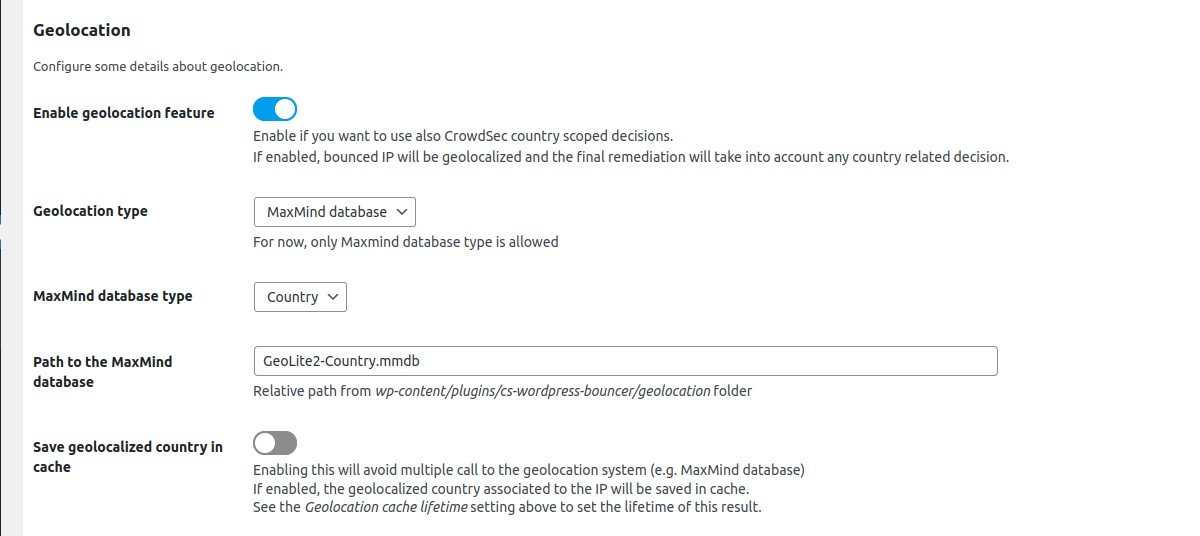 Geolocation
Configure some details about geolocation.
Enable geolocation feature
Enable if you want to use also CrowdSec country scoped decisions.
If enabled, bounced IP will be geolocalized and the final remediation will take into account any country related decision.
Geolocation type
MaxMind database
For now, only Maxmind database type is allowed
MaxMind database type
Country
Path to the MaxMind
database
GeoLite2-Country.mmdb
Relative path from wp-content/plugins/cs-wordpress-bouncer/geolocation folder
Save geolocalized country in
cache
Enabling this will avoid multiple call to the geolocation system (e.g. MaxMind database)
If enabled, the geolocalized country associated to the IP will be saved in cache.
See the Geolocation cache lifetime setting above to set the lifetime of this result.